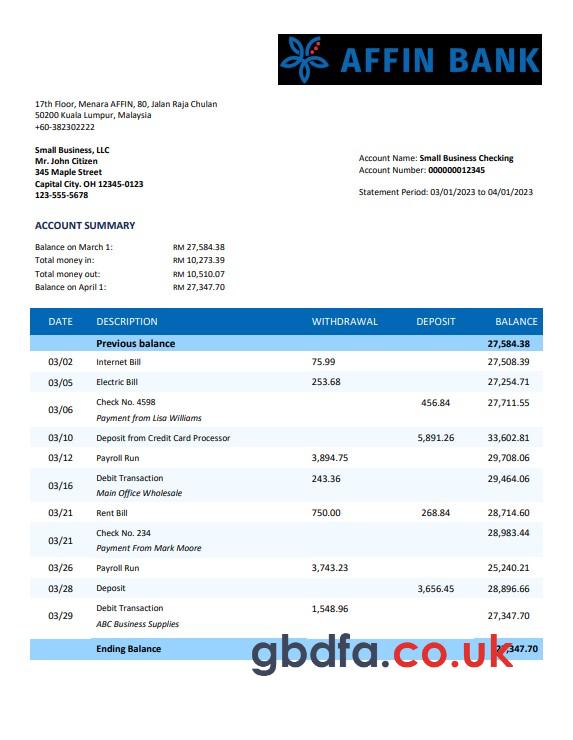 AFFIN BANK
17th Floor, Menara AFFIN, 80, Jalan Raja Chulan
50200 Kuala Lumpur, Malaysia
+60-382302222
Small Business, LLC
Mr. John Citizen
345 Maple Street
Capital City. OH 12345-0123
123-555-5678
Account Name: Small Business Checking
Account Number: 000000012345
Statement Period: 03/01/2023 to 04/01/2023
ACCOUNT SUMMARY
Balance on March 1: RM 27,584.38
Total money in: RM 10,273.39
Total money out: RM 10,510.07
Balance on April 1: RM 27,347.70
DATE DESCRIPTION WITHDRAWAL DEPOSIT BALANCE
Previous balance 27,584.38
03/02 Internet Bill 75.99 27,508.39
03/05 Electric Bill 253.68 27,254.71
03/06 Check No. 4598 456.84 27,711.55
Payment from Lisa Williams
03/10 Deposit from Credit Card Processor 5,891.26 33,602.81
03/12 Payroll Run 3,894.75 29,708.06
03/16 Debit Transaction 243.36 29,464.06
Main Office Wholesale
03/21 Rent Bill 750.00 268.84 28,714.60
03/21 Check No. 234 28,983.44
Payment From Mark Moore
03/26 Payroll Run 3,743.23 25,240.21
03/28 Deposit 3,656.45 28,896.66
03/29 Debit Transaction 1,548.96 27,347.70
ABC Business Supplies
Ending Balance 27,347.70
gbdfa.co.uk